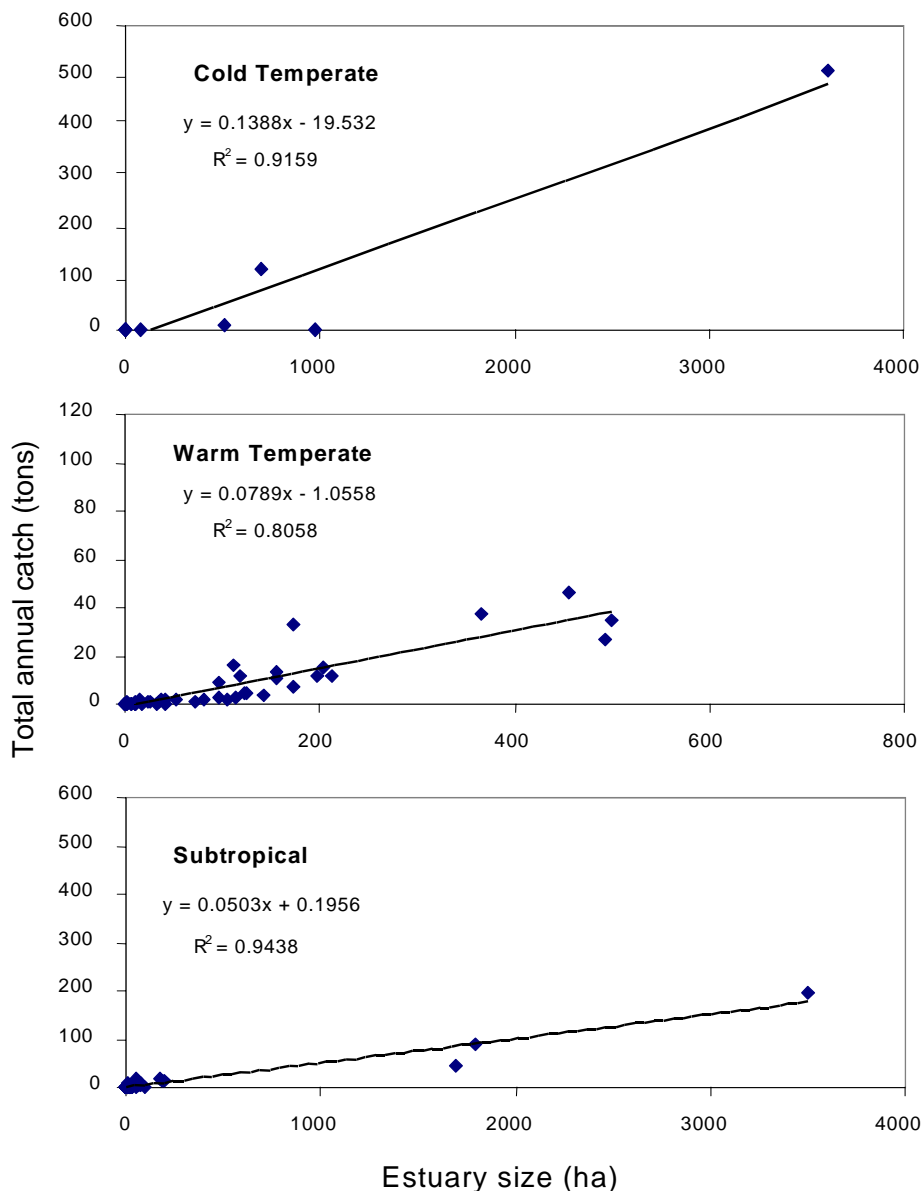 600
500
400
300
200
100
0
Cold Temperate
y = 0.1388x - 19.532
R² = 0.9159
0 1000 2000 3000 4000
Total annual catch (tons)
120
100
80
60
40
20
0
Warm Temperate
y = 0.0789x - 1.0558
R² = 0.8058
0 200 400 600 800
600
500
400
300
200
100
0
Subtropical
y = 0.0503x + 0.1956
R² = 0.9438
0 1000 2000 3000 4000
Estuary size (ha)